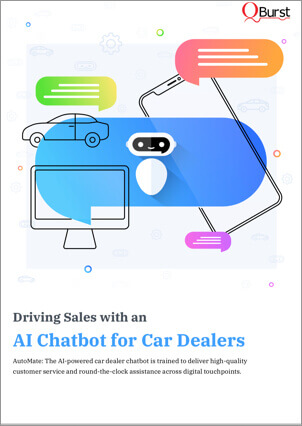 QBurst
Driving Sales with an
AI Chatbot for Car Dealers
AutoMate: The AI-powered car dealer chatbot is trained to deliver high-quality
customer service and round-the-clock assistance across digital touchpoints.